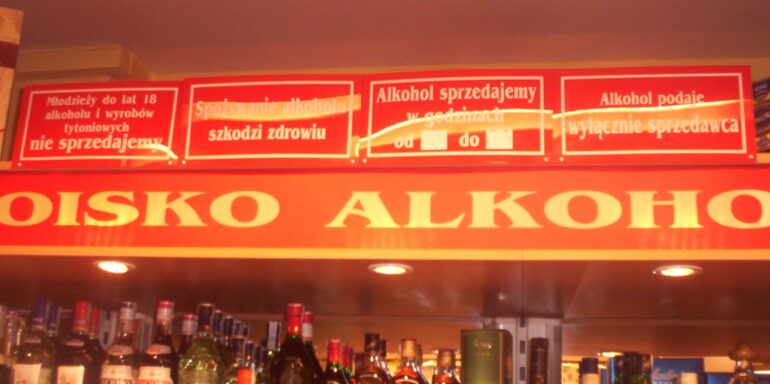 Młodzieży do lat 18
alkoholu i wyrobów
tytoniowych
nie sprzedajemy
Spożywanie alkoholu
szkodzi zdrowiu
Alkohol sprzedajemy
w godzinach
od do
Alkohol podaje
wyłącznie sprzedawca
OISKO ALKOHO